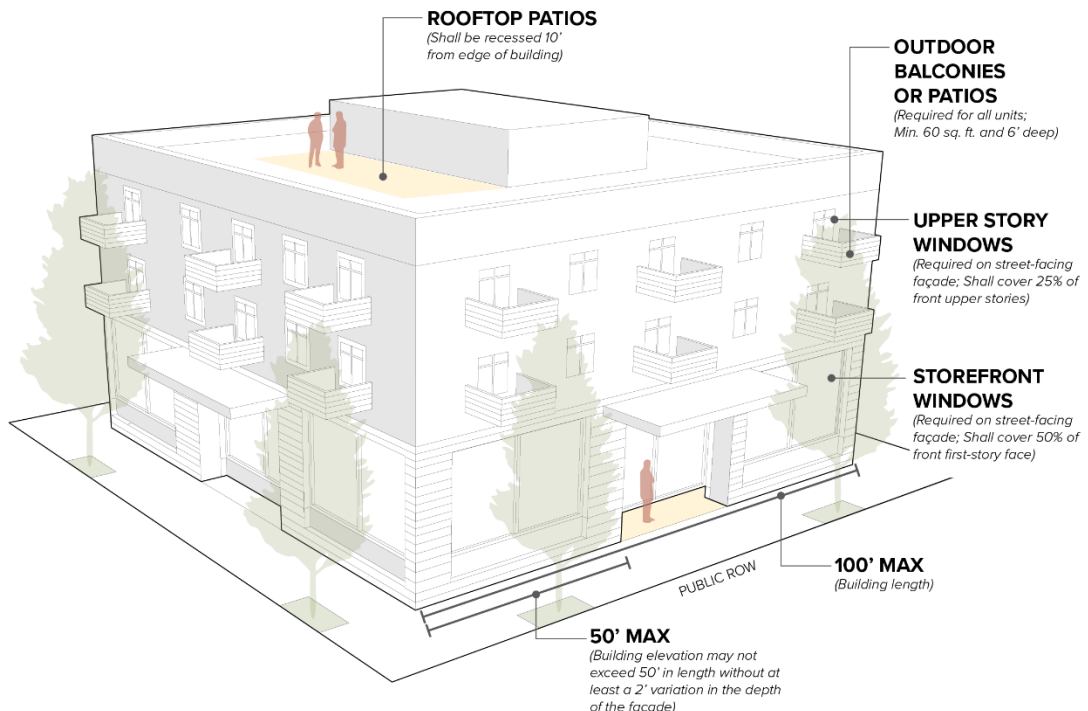 ROOFTOP PATIOS
(Shall be recessed 10'
from edge of building)
OUTDOOR
BALCONIES
OR PATIOS
(Required for all units;
Min. 60 sq. ft. and 6' deep)
UPPER STORY
WINDOWS
(Required on street-facing
façade; Shall cover 25% of
front upper stories)
STOREFRONT
WINDOWS
(Required on street-facing
façade; Shall cover 50% of
front first-story face)
100' MAX
(Building length)
PUBLIC ROW
50' MAX
(Building elevation may not
exceed 50' in length without at
least a 2' variation in the depth
of the façade)